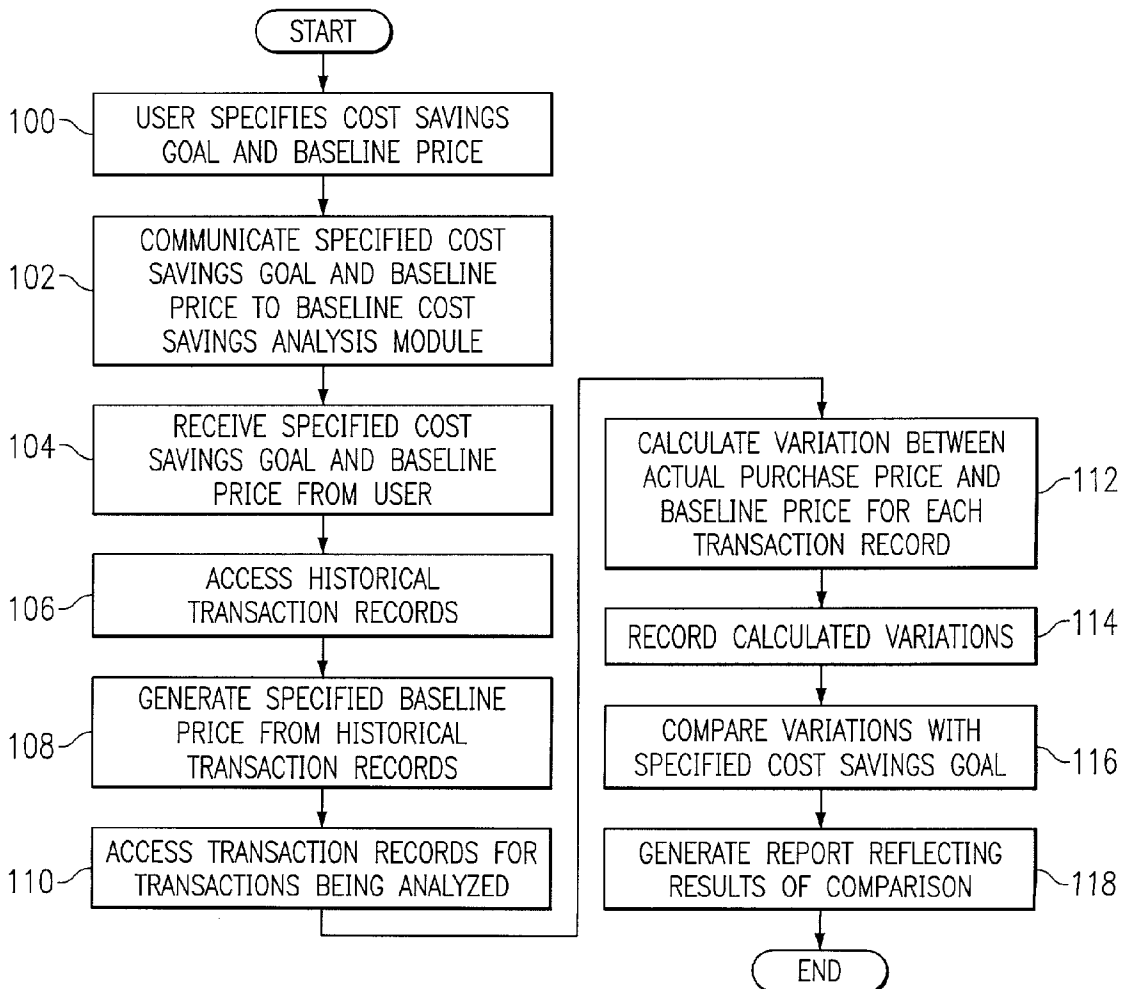 START
100
USER SPECIFIES COST SAVINGS
GOAL AND BASELINE PRICE
102
COMMUNICATE SPECIFIED COST
SAVINGS GOAL AND BASELINE
PRICE TO BASELINE COST
SAVINGS ANALYSIS MODULE
104
RECEIVE SPECIFIED COST
SAVINGS GOAL AND BASELINE
PRICE FROM USER
106
ACCESS HISTORICAL
TRANSACTION RECORDS
108
GENERATE SPECIFIED BASELINE
PRICE FROM HISTORICAL
TRANSACTION RECORDS
110
ACCESS TRANSACTION RECORDS FOR
TRANSACTIONS BEING ANALYZED
CALCULATE VARIATION BETWEEN
ACTUAL PURCHASE PRICE AND
BASELINE PRICE FOR EACH
TRANSACTION RECORD
112
RECORD CALCULATED VARIATIONS
114
COMPARE VARIATIONS WITH
SPECIFIED COST SAVINGS GOAL
116
GENERATE REPORT REFLECTING
RESULTS OF COMPARISON
118
END